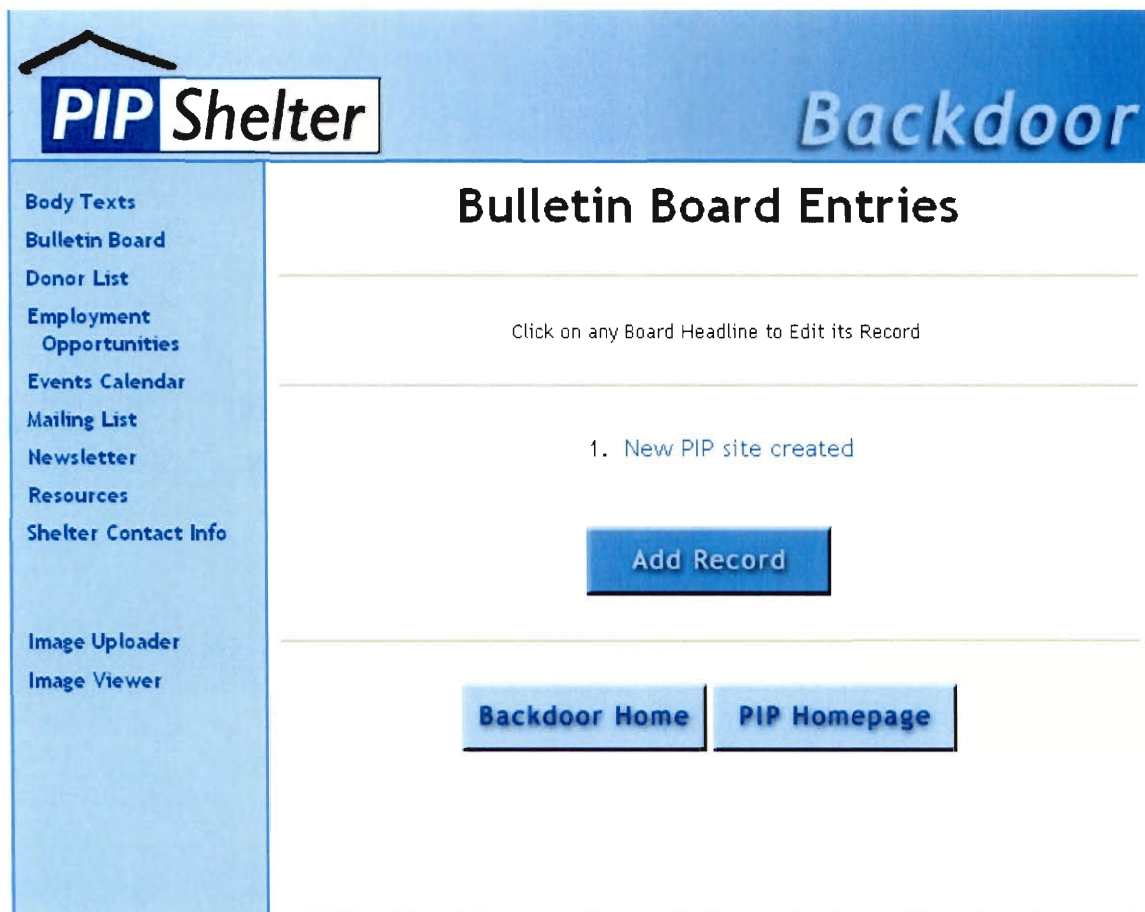 PIP Shelter
Backdoor
Body Texts
Bulletin Board
Donor List
Employment
Opportunities
Events Calendar
Mailing List
Newsletter
Resources
Shelter Contact Info
Image Uploader
Image Viewer
Bulletin Board Entries
Click on any Board Headline to Edit its Record
1. New PIP site created
Add Record
Backdoor Home
PIP Homepage